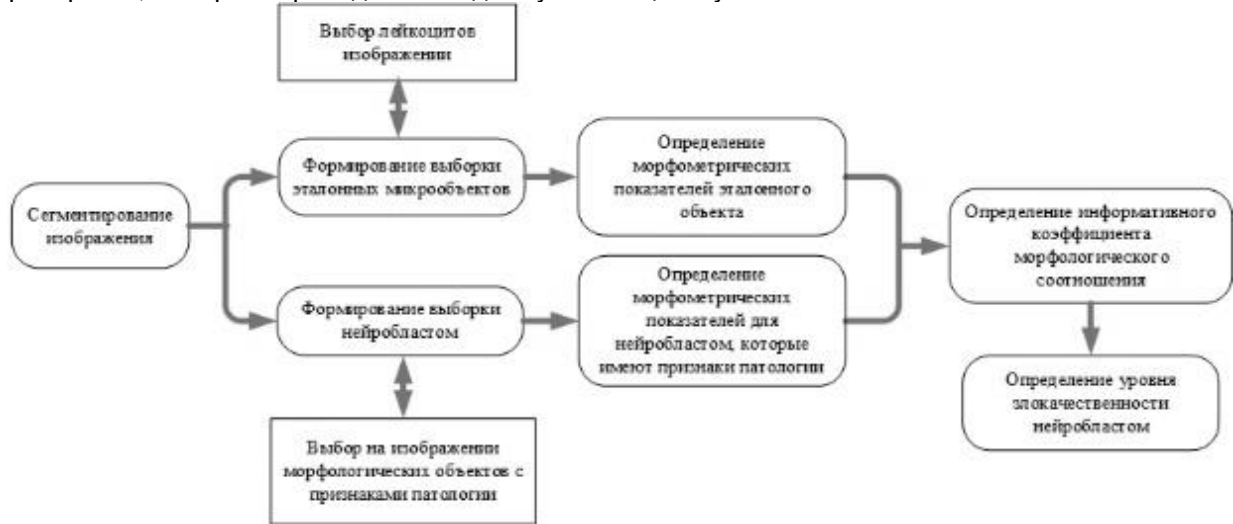 Выбор лейкоцитов
изображении
Формирование выборки
эталонных микрообъектов
Определение
морфометрических
показателей эталонного
объекта
Сегментирование
изображения
Определение информативного
коэффициента
морфологического
соотношения
Формирование выборки
нейробластом
Определение
морфометрических
показателей для
нейробластом, которые
имеют признаки патологии
Определение уровня
злокачественности
нейробластом
Выбор на изображении
морфологических объектов с
признаками патологии